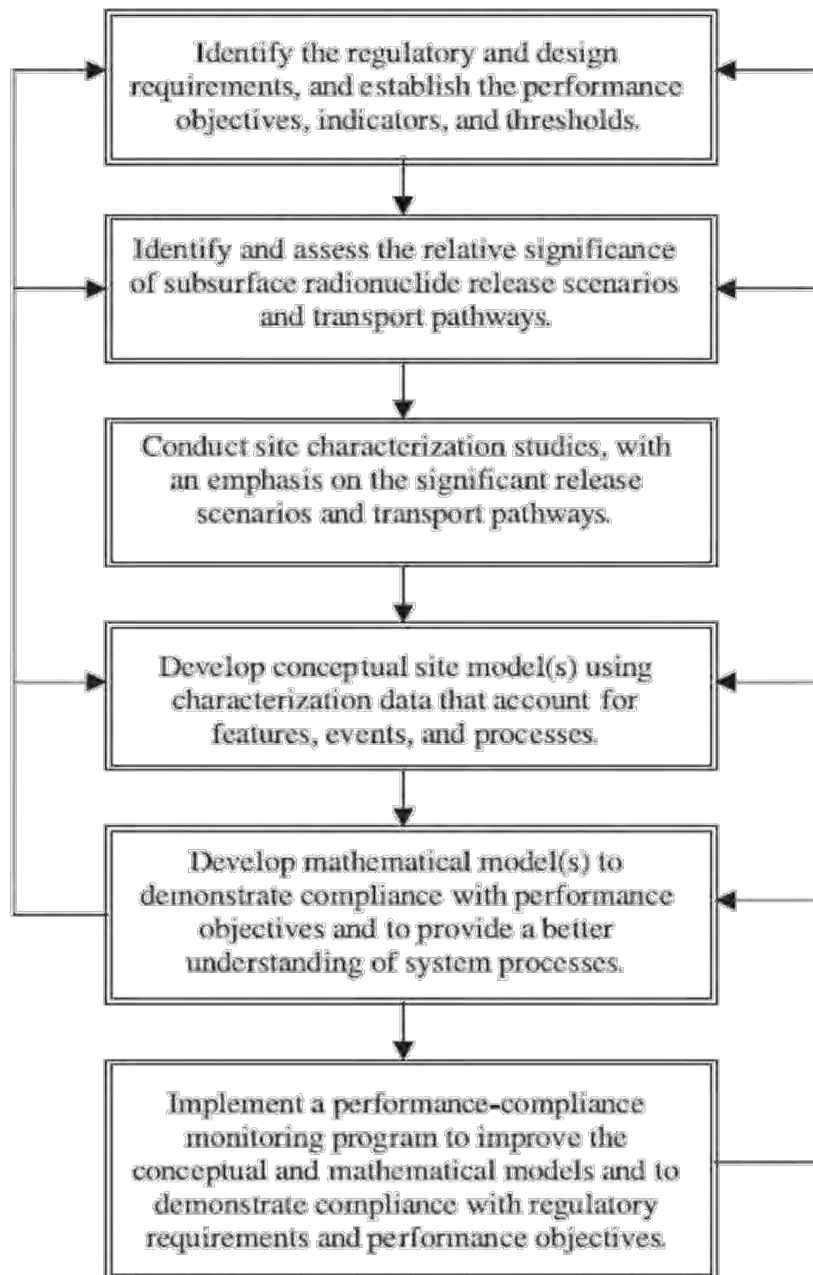 Identify the regulatory and design
requirements, and establish the performance
objectives, indicators, and thresholds.
Identify and assess the relative significance
of subsurface radionuclide release scenarios
and transport pathways.
Conduct site characterization studies, with
an emphasis on the significant release
scenarios and transport pathways.
Develop conceptual site model(s) using
characterization data that account for
features, events, and processes.
Develop mathematical model(s) to
demonstrate compliance with performance
objectives and to provide a better
understanding of system processes.
Implement a performance-compliance
monitoring program to improve the
conceptual and mathematical models and to
demonstrate compliance with regulatory
requirements and performance objectives.